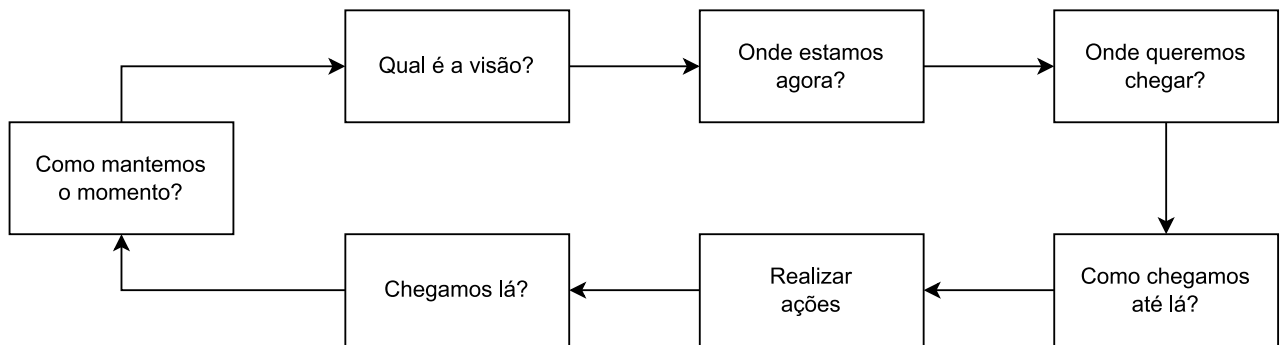 Qual é a visão?
Onde estamos
agora?
Onde queremos
chegar?
Como mantemos
o momento?
Chegamos lá?
Realizar
ações
Como chegamos
até lá?